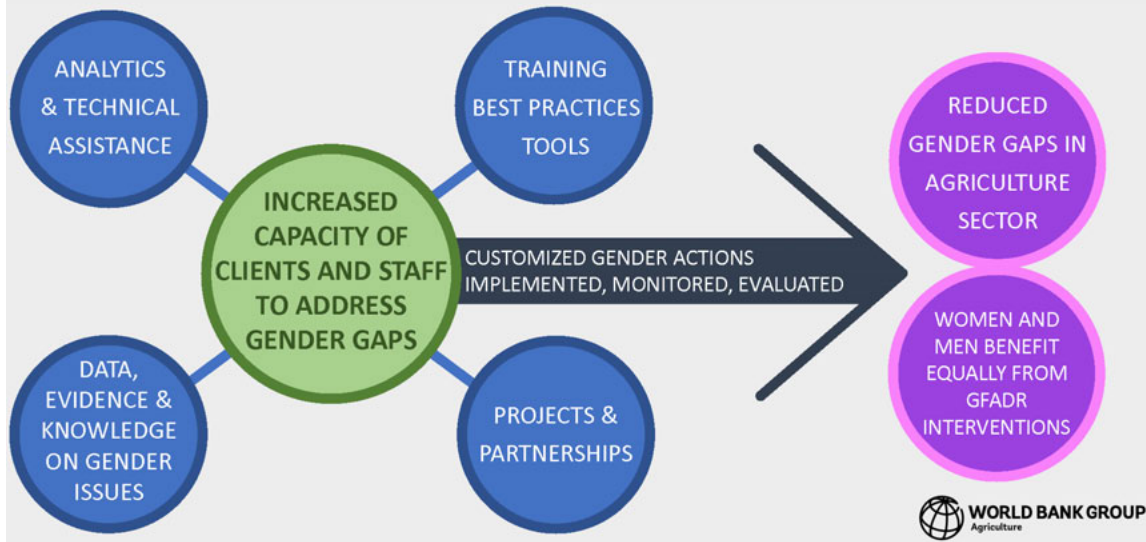 ANALYTICS
& TECHNICAL
ASSISTANCE
TRAINING
BEST PRACTICES
TOOLS
INCREASED
CAPACITY OF
CLIENTS AND STAFF
TO ADDRESS
GENDER GAPS
DATA,
EVIDENCE &
KNOWLEDGE
ON GENDER
ISSUES
PROJECTS &
PARTNERSHIPS
CUSTOMIZED GENDER ACTIONS
IMPLEMENTED, MONITORED, EVALUATED
REDUCED
GENDER GAPS IN
AGRICULTURE
SECTOR
WOMEN AND
MEN BENEFIT
EQUALLY FROM
GFADR
INTERVENTIONS
WORLD BANK GROUP
Agriculture